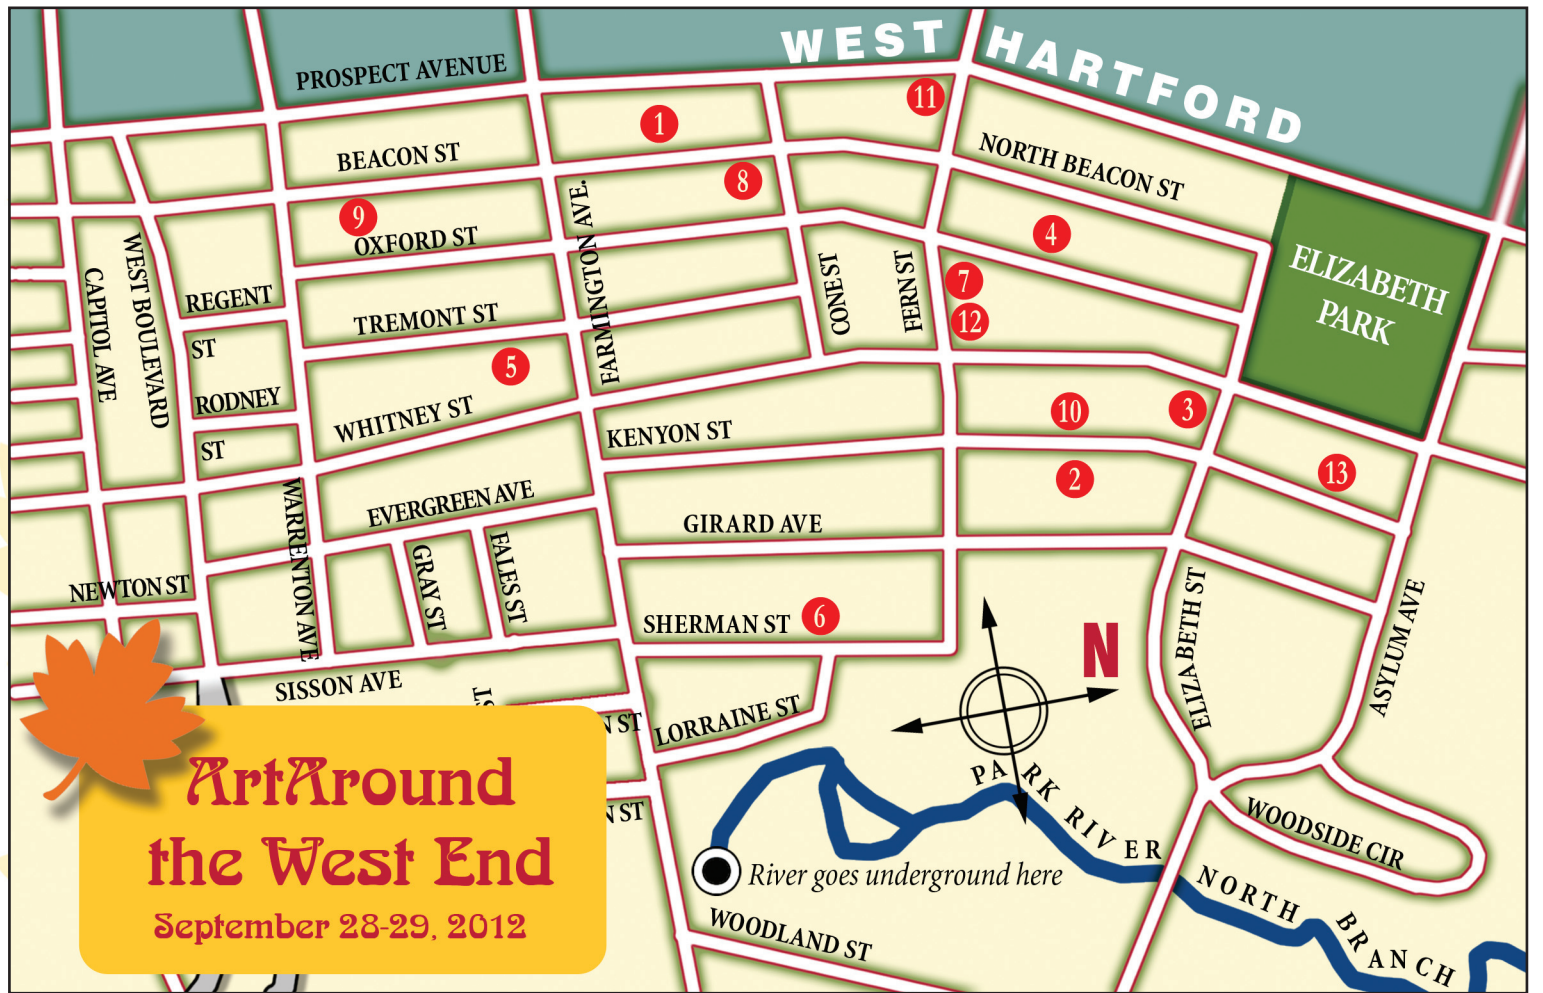 WEST HARTFORD
PROSPECT AVENUE
11
1
BEACON ST
NORTH BEACON ST
8
9
OXFORD ST
FARMINGTON AVE.
4
ELIZABETH
PARK
WEST BOULEVARD
CAPITOL AVE
REGENT
ST
TREMONT ST
CONE ST
FERN ST
7
12
5
RODNEY
ST
WHITNEY ST
KENYON ST
10
3
13
2
WARRENTON AVE
EVERGREEN AVE
GIRARD AVE
GRAY ST
FALES ST
NEWTON ST
SHERMAN ST
6
ELIZABETH ST
ASYLUM AVE
N
SISSON AVE
ST
N ST
LORRAINE ST
N ST
PARK RIVER
WOODSIDE CIR
River goes underground here
NORTH BRANCH
WOODLAND ST
ArtAround
the West End
September 28-29, 2012